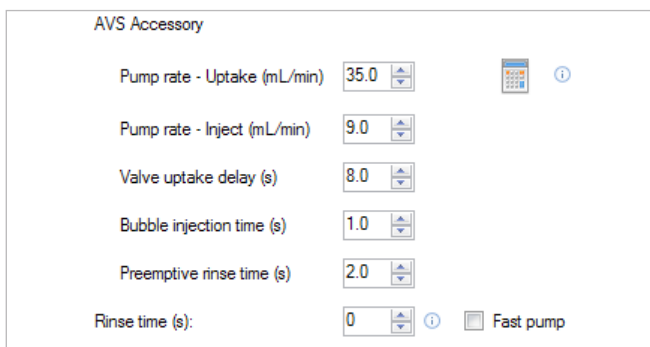 AVS Accessory
Pump rate - Uptake (mL/min) 35.0
Pump rate - Inject (mL/min) 9.0
Valve uptake delay (s) 8.0
Bubble injection time (s) 1.0
Preemptive rinse time (s) 2.0
Rinse time (s): 0 Fast pump